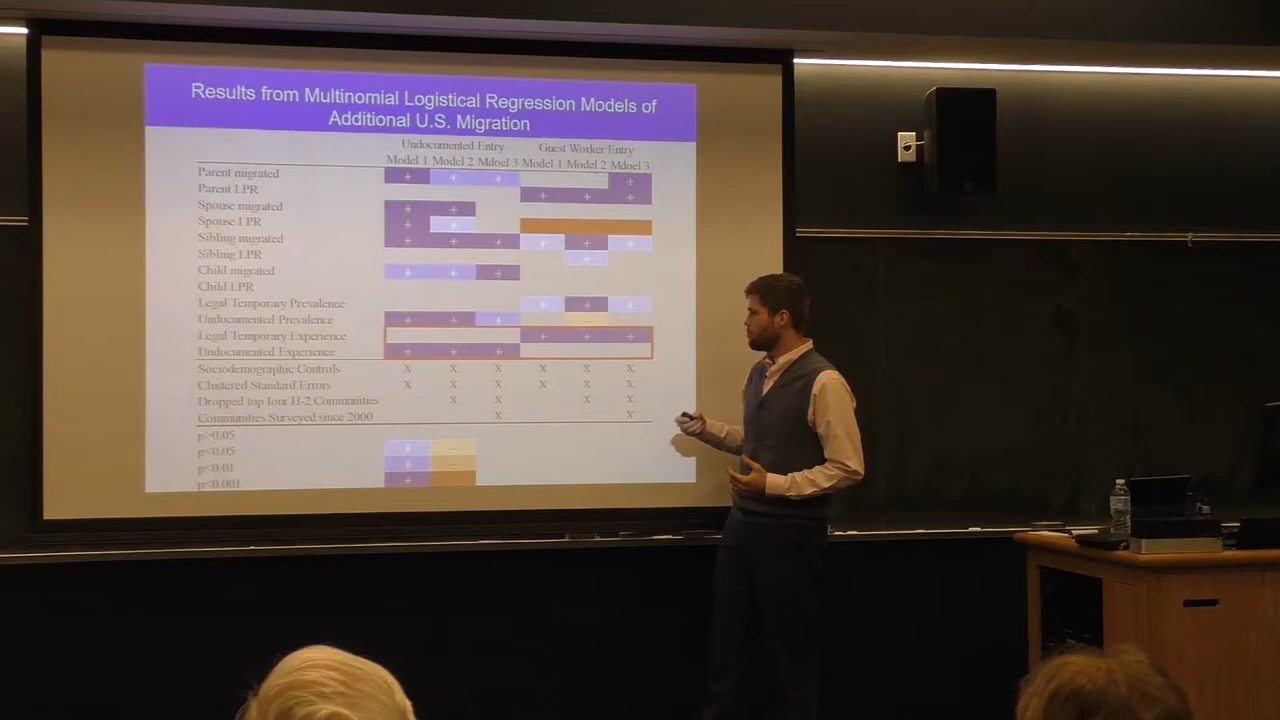 Results from Multinomial Logistical Regression Models of
Additional U.S. Migration
Undocumented Entry Guest Worker Entry
Model 1 Model 2 Mdoel 3 Model 1 Model 2 Mdoel 3
Parent migrated + + + +
Parent LPR + + +
Spouse migrated + +
Spouse LPR + +
Sibling migrated + + + + + +
Sibling LPR +
Child migrated + + +
Child LPR
Legal Temporary Prevalence + + +
Undocumented Prevalence + + + –
Legal Temporary Experience + + +
Undocumented Experience + + +
Sociodemographic Controls X X X X X X
Clustered Standard Errors X X X X X X
Dropped top four H-2 Communities X X X X
Communities Surveyed since 2000 X X
p>0.05
p<0.05 + –
p<0.01 + –
p<0.001 +